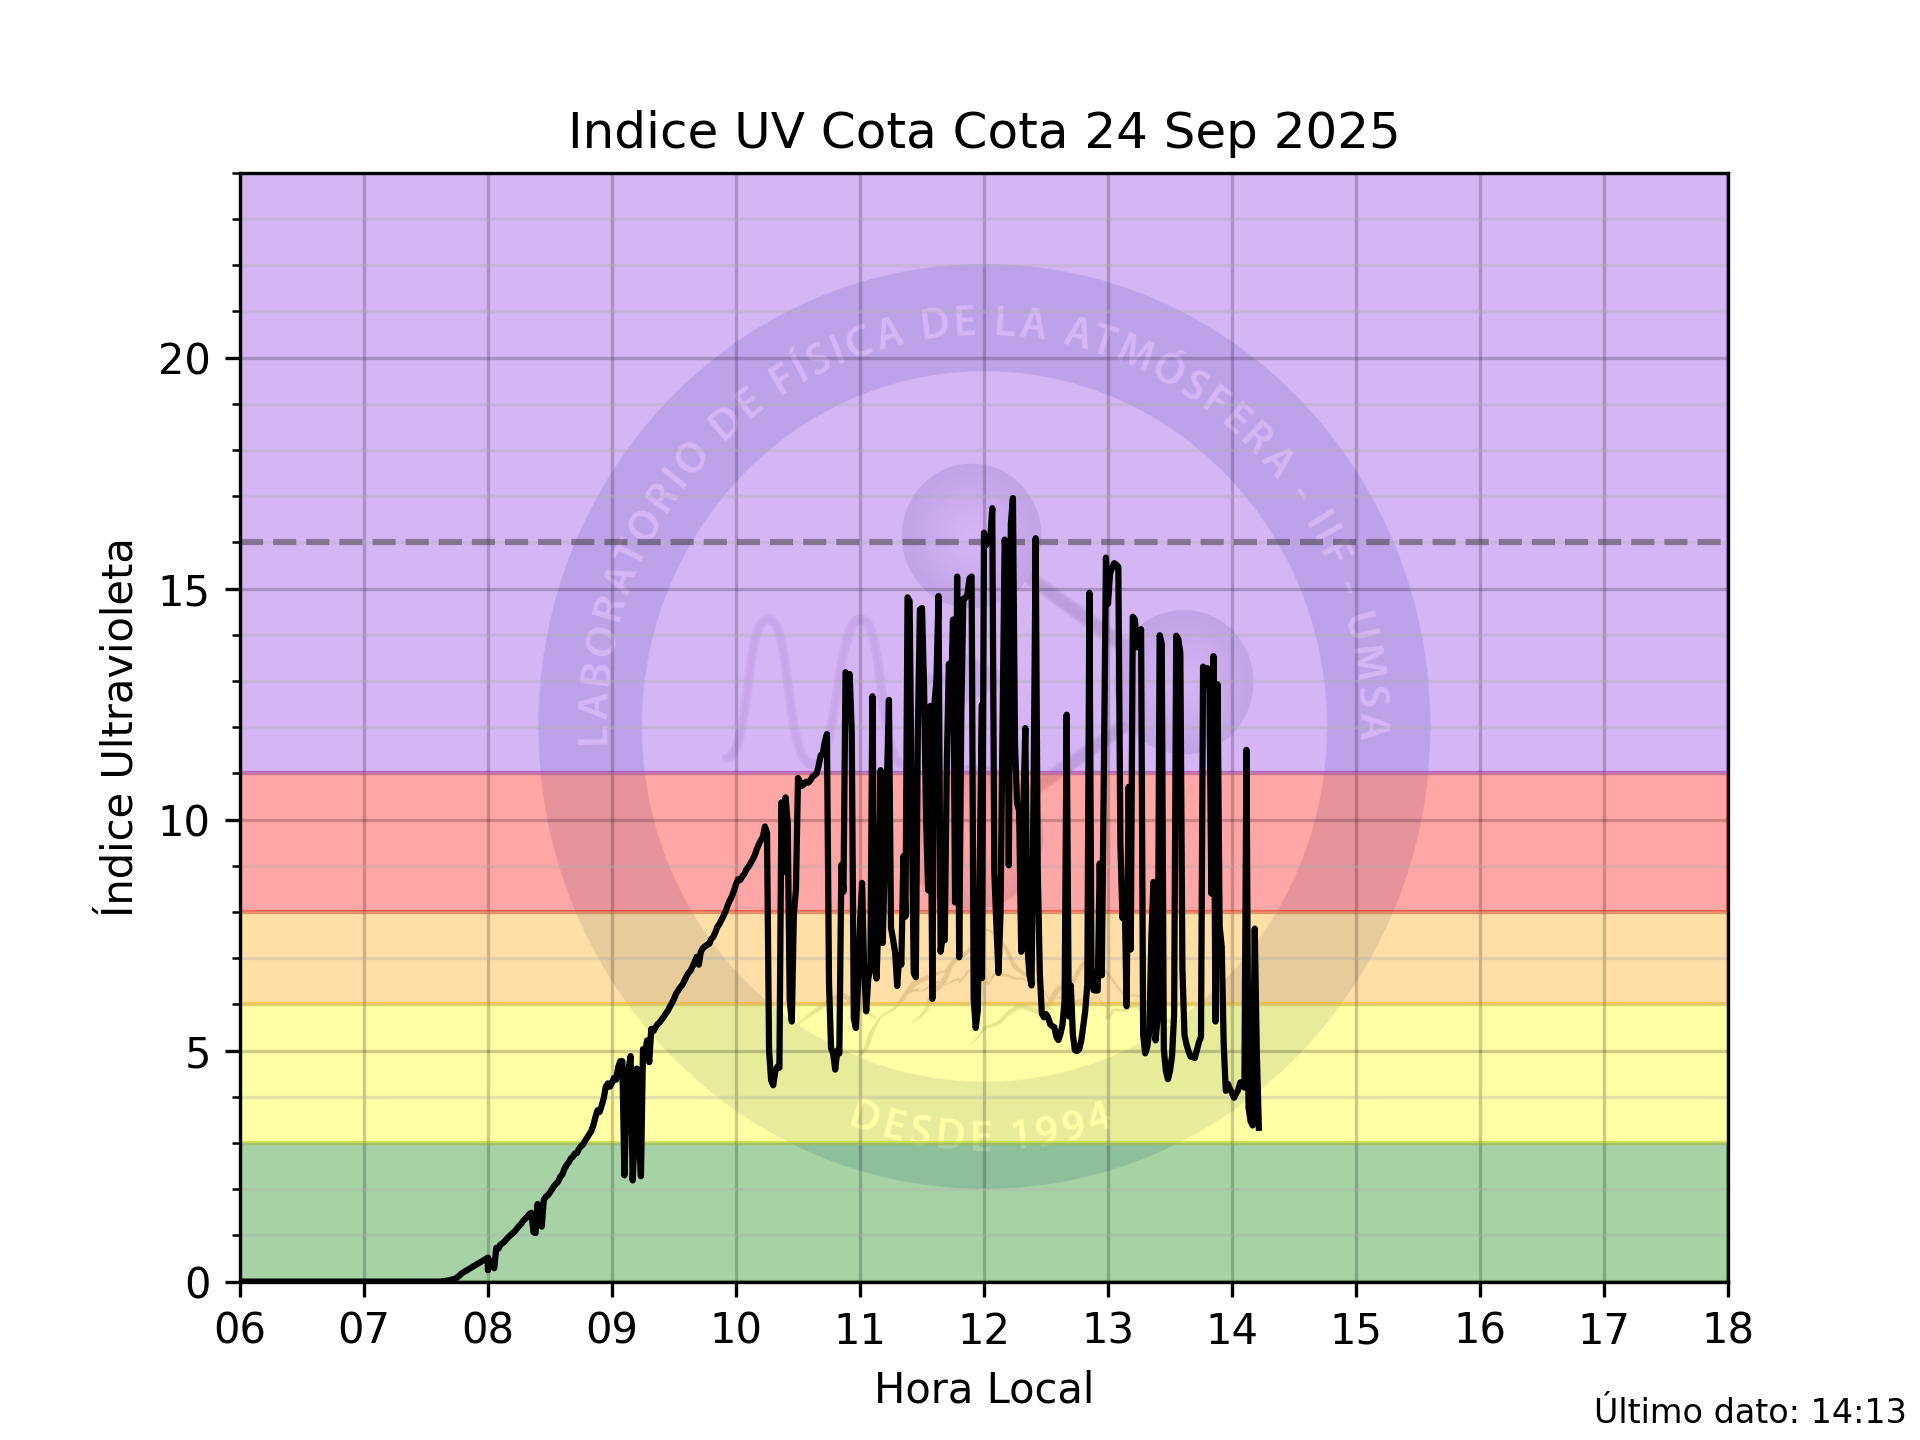 Indice UV Cota Cota 24 Sep 2025
LABORATORIO DE FÍSICA DE LA ATMÓSFERA - IIF - UMSA
DESDE 1994
Índice Ultravioleta
20
15
10
5
0
06 07 08 09 10 11 12 13 14 15 16 17 18
Hora Local
Último dato: 14:13